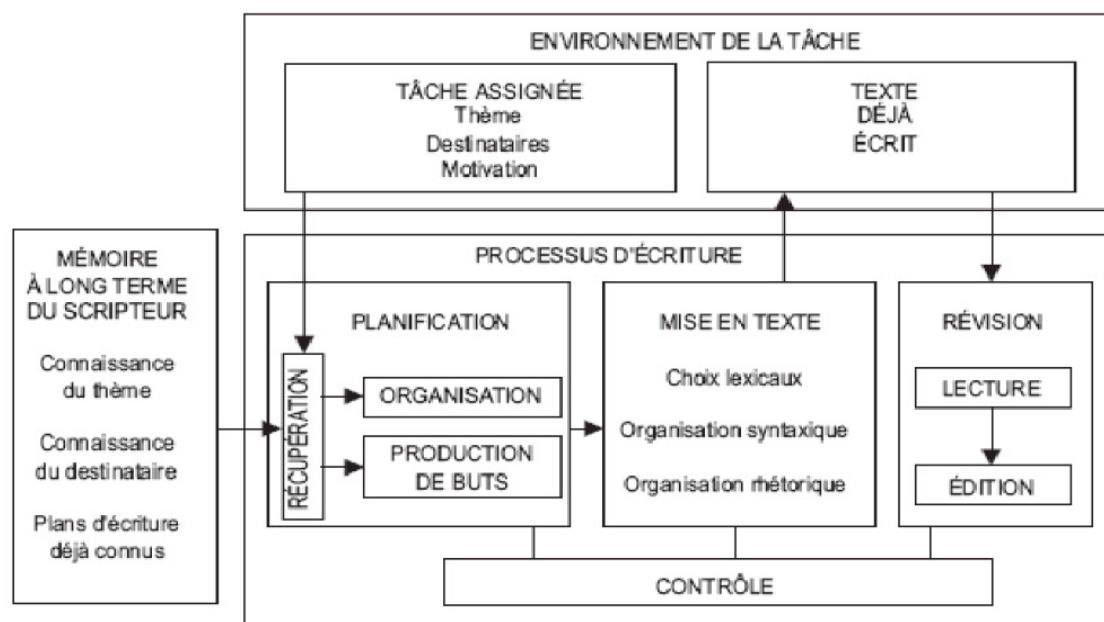 ENVIRONNEMENT DE LA TÂCHE
TÂCHE ASSIGNÉE
Thème
Destinataires
Motivation
TEXTE
DÉJÀ
ÉCRIT
MÉMOIRE
À LONG TERME
DU SCRIPTEUR
Connaissance
du thème
Connaissance
du destinataire
Plans d'écriture
déjà connus
PROCESSUS D'ÉCRITURE
PLANIFICATION
RÉCUPÉRATION
ORGANISATION
PRODUCTION
DE BUTS
MISE EN TEXTE
Choix lexicaux
Organisation syntaxique
Organisation rhétorique
RÉVISION
LECTURE
ÉDITION
CONTRÔLE